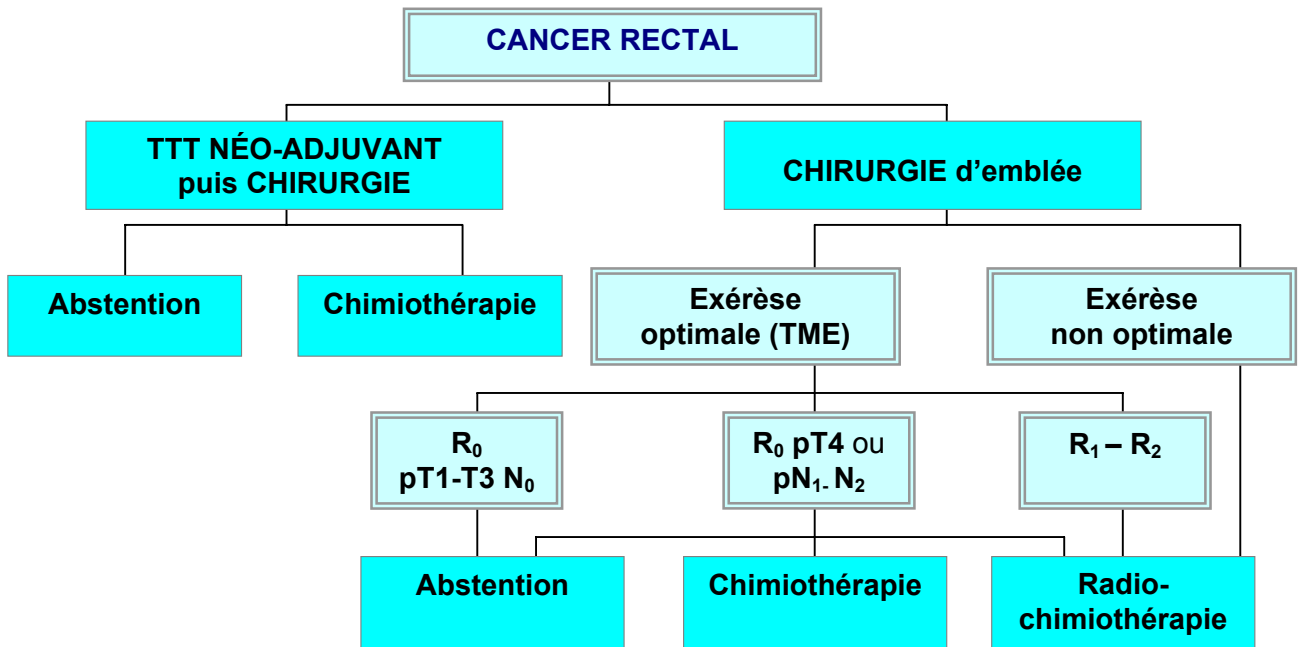 CANCER RECTAL
TTT NÉO-ADJUVANT
puis CHIRURGIE
CHIRURGIE d’emblée
Abstention
Chimiothérapie
Exérèse
optimale (TME)
Exérèse
non optimale
R₀
pT1-T3 N₀
R₀ pT4 ou
pN₁- N₂
R₁ – R₂
Abstention
Chimiothérapie
Radio-
chimiothérapie